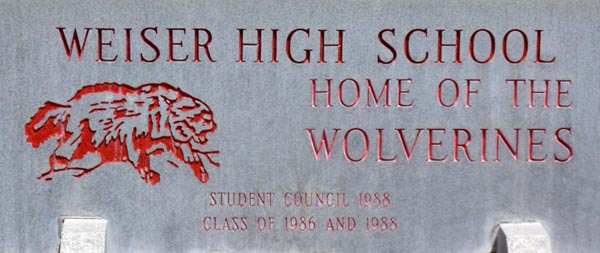 WEISER HIGH SCHOOL
HOME OF THE
WOLVERINES
STUDENT COUNCIL 1988
CLASS OF 1986 AND 1988